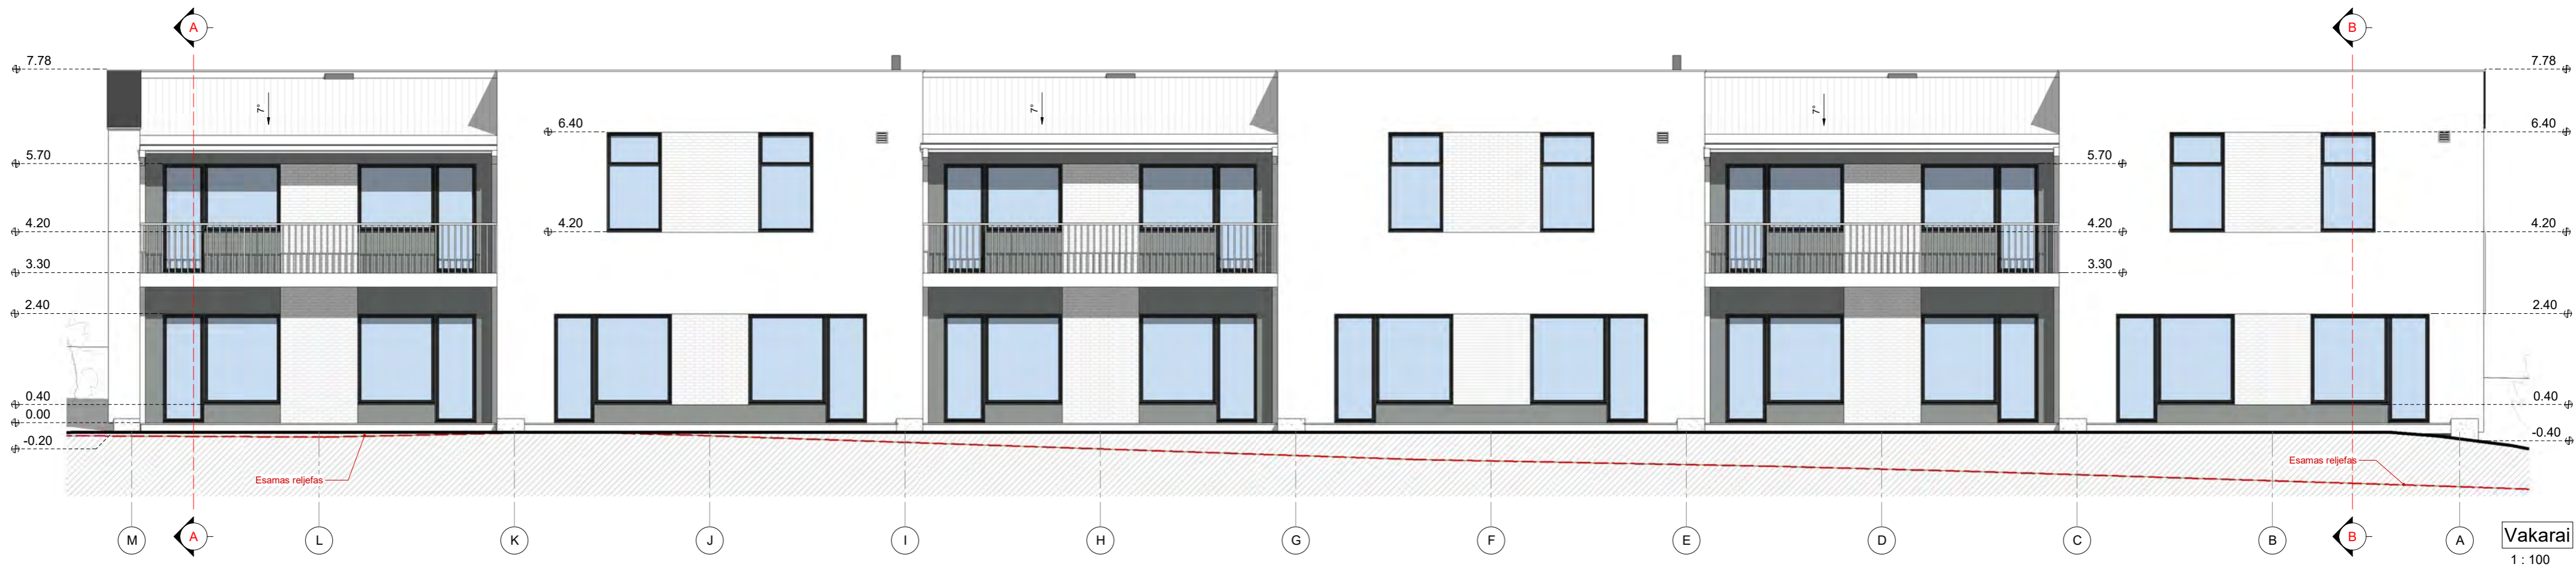 A
B
7.78
7.78
7°
7°
7°
6.40
6.40
5.70
5.70
4.20
4.20
4.20
4.20
3.30
3.30
2.40
2.40
0.40
0.40
0.00
-0.20
-0.40
Esamas reljefas
Esamas reljefas
M
A
L
K
J
I
H
G
F
E
D
C
B
B
A
Vakarai
1 : 100